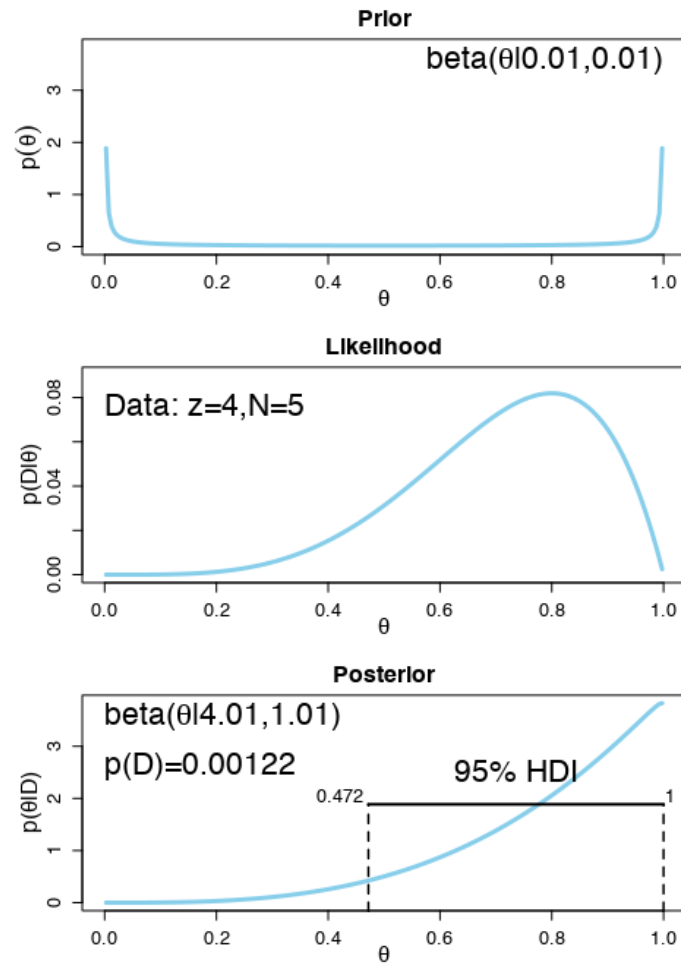 Prior
beta(θ|0.01,0.01)
p(θ)
3
2
1
0
0.0 0.2 0.4 0.6 0.8 1.0
θ
Likelihood
Data: z=4,N=5
p(D|θ)
0.08
0.04
0.00
0.0 0.2 0.4 0.6 0.8 1.0
θ
Posterior
beta(θ|4.01,1.01)
p(D)=0.00122
95% HDI
0.472 1
p(θ|D)
3
2
1
0
0.0 0.2 0.4 0.6 0.8 1.0
θ